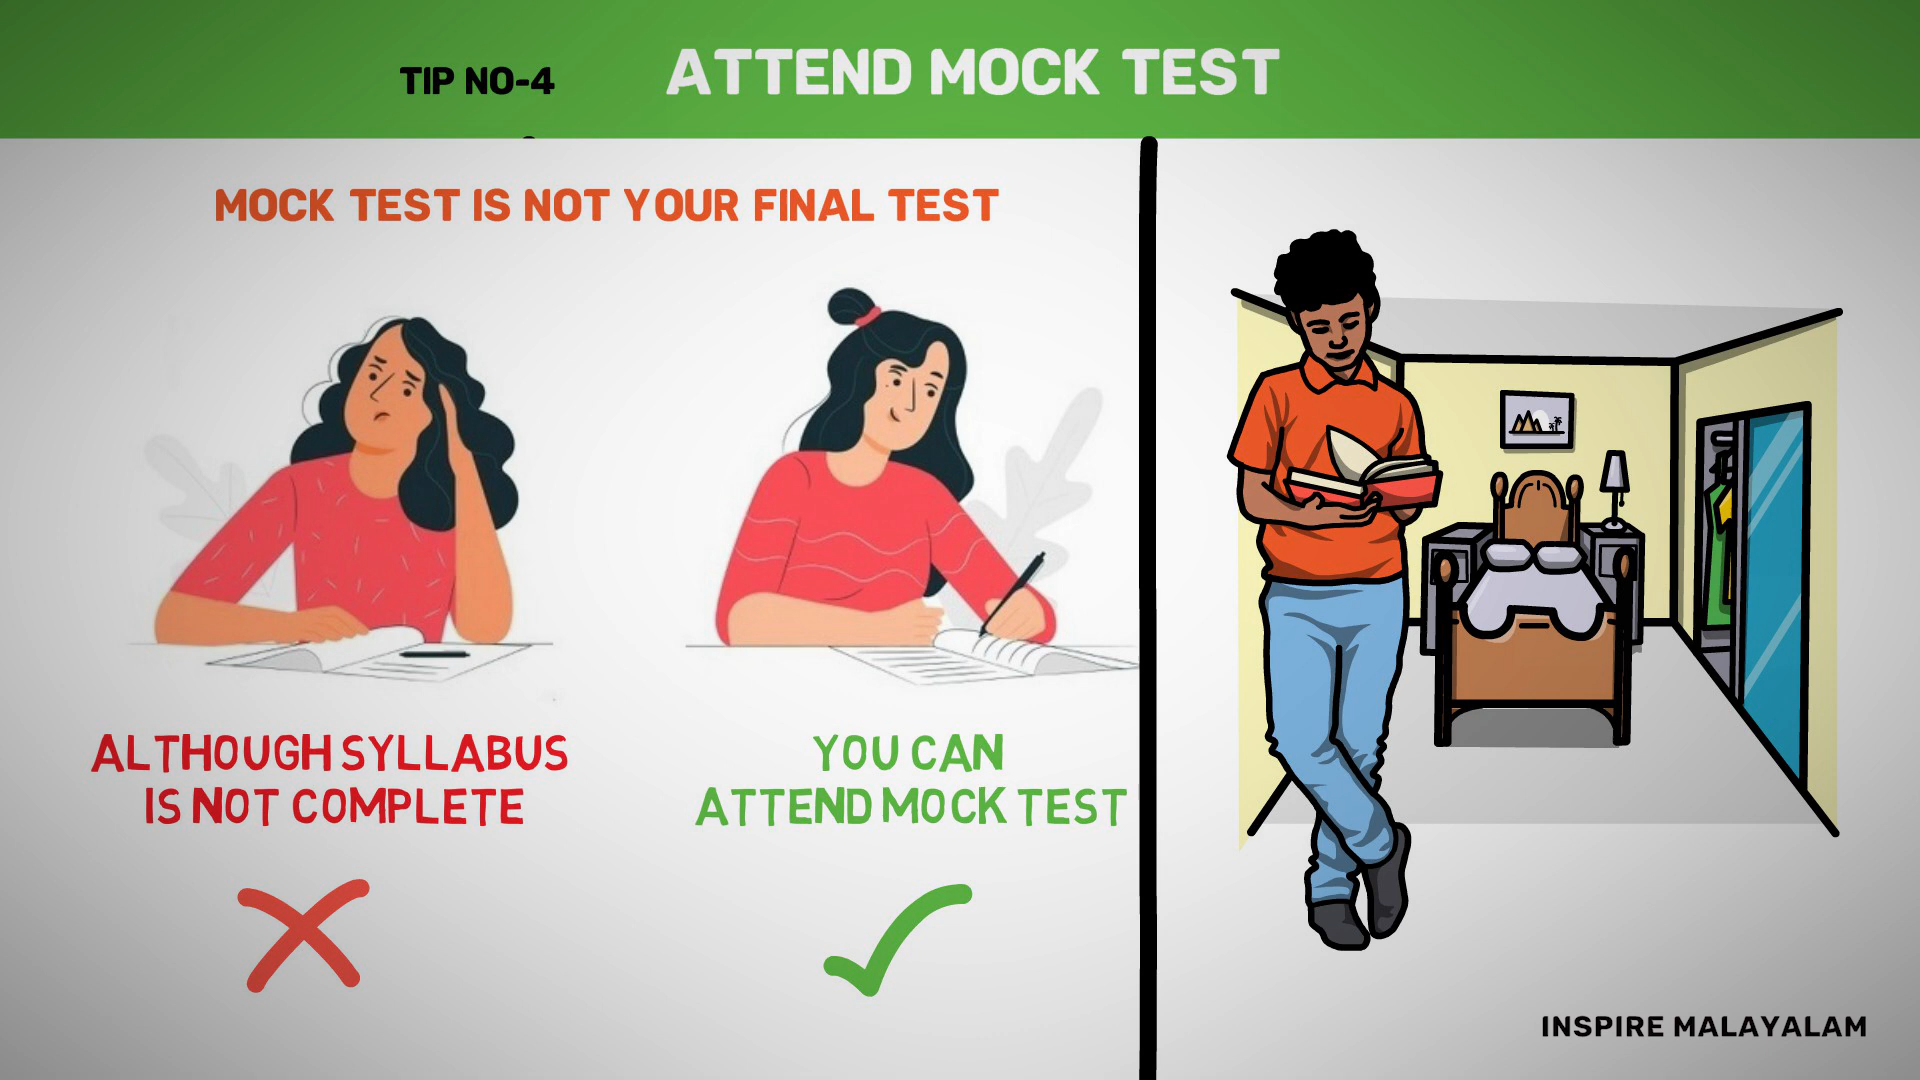 TIP NO-4
ATTEND MOCK TEST
MOCK TEST IS NOT YOUR FINAL TEST
ALTHOUGH SYLLABUS
IS NOT COMPLETE
YOU CAN
ATTEND MOCK TEST
INSPIRE MALAYALAM